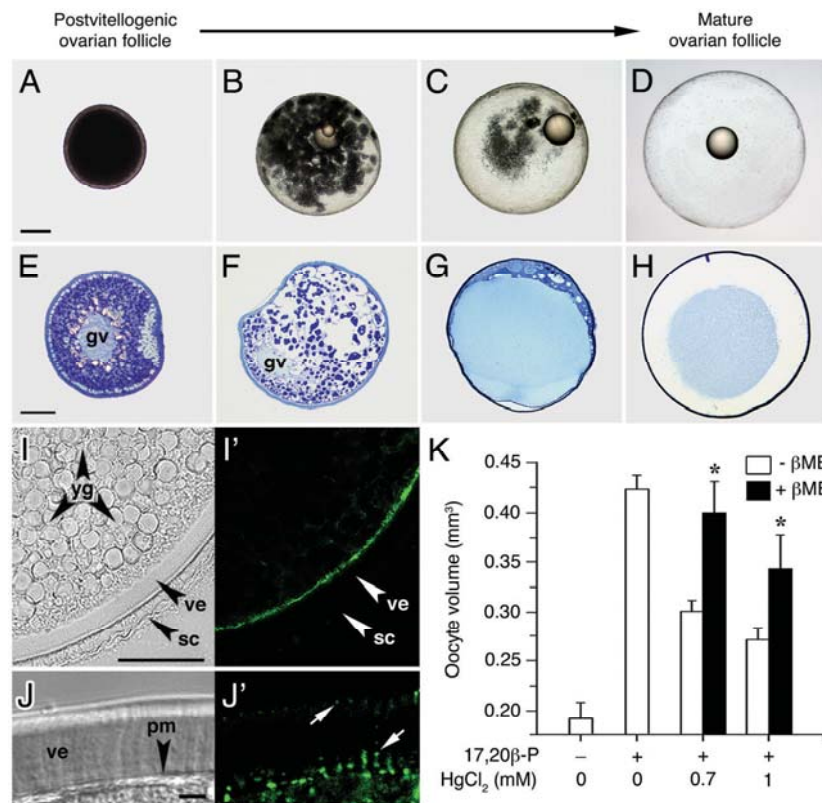 Postvitellogenic
ovarian follicle
Mature
ovarian follicle
A
B
C
D
E
gv
F
gv
G
H
I
yg
ve
sc
I'
ve
sc
J
pm
ve
J'
K
- βME
+ βME
Oocyte volume (mm³)
0.45
0.40
0.35
0.30
0.25
0.20
*
*
17,20β-P – + + +
HgCl₂ (mM) 0 0 0.7 1